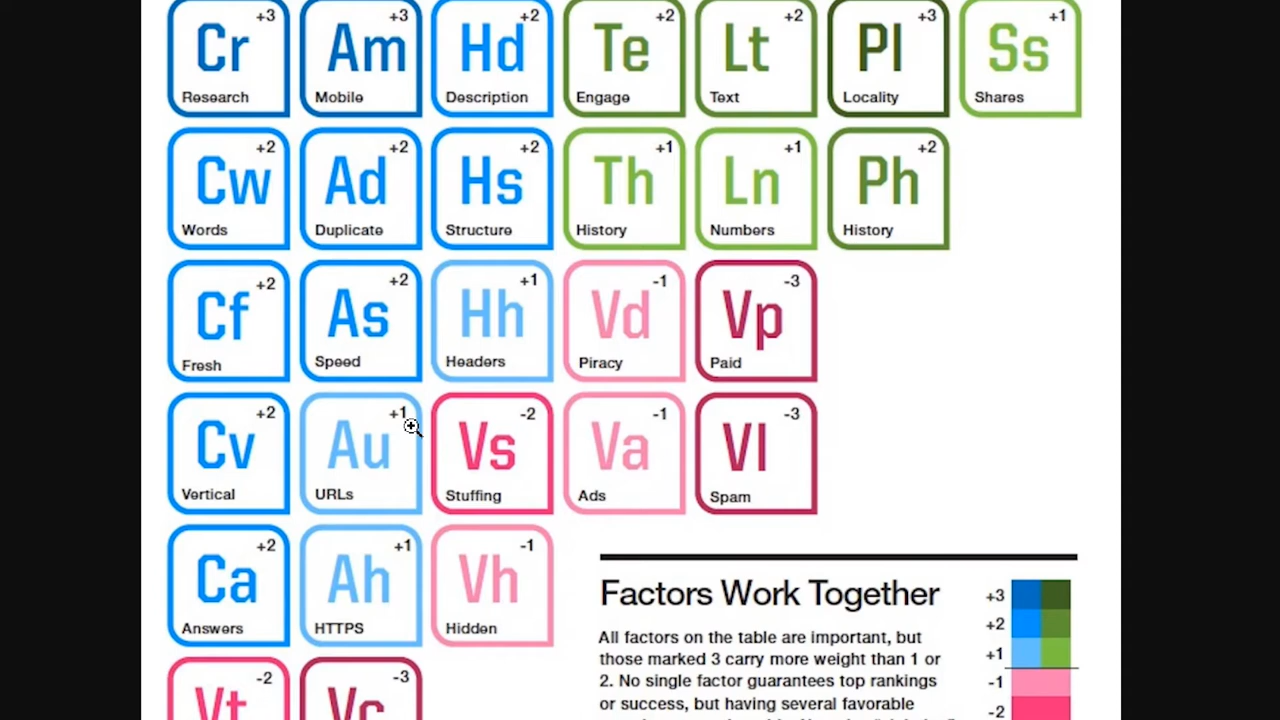 +3 +3 +2 +2 +2 +3 +1
Cr Am Hd Te Lt Pl Ss
Research Mobile Description Engage Text Locality Shares
+2 +2 +2 +1 +1 +2
Cw Ad Hs Th Ln Ph
Words Duplicate Structure History Numbers History
+2 +2 +1 -1 -3
Cf As Hh Vd Vp
Fresh Speed Headers Piracy Paid
+2 +1 -2 -1 -3
Cv Au Vs Va Vl
Vertical URLs Stuffing Ads Spam
+2 +1 -1
Ca Ah Vh
Answers HTTPS Hidden
-2 -3
Vt Vc
Factors Work Together
All factors on the table are important, but
those marked 3 carry more weight than 1 or
2. No single factor guarantees top rankings
or success, but having several favorable
+3
+2
+1
-1
-2